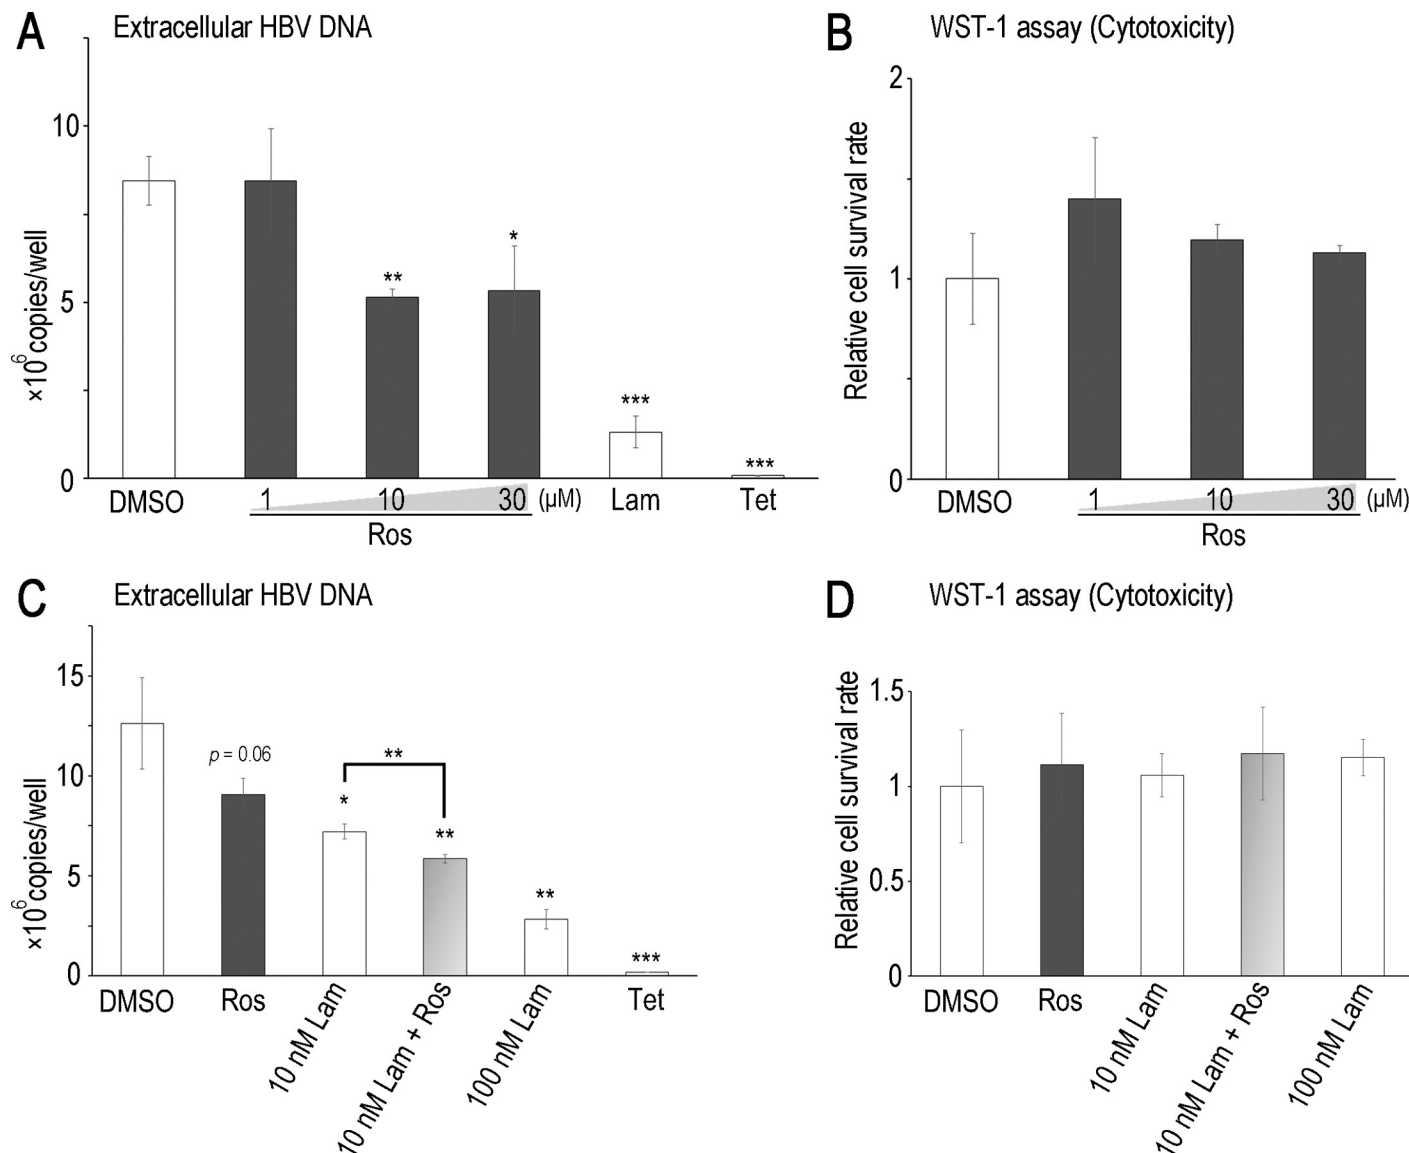 A Extracellular HBV DNA
×10⁶ copies/well
10
5
0
**
*
***
***
DMSO 1 10 30 (μM) Lam Tet
Ros
B WST-1 assay (Cytotoxicity)
Relative cell survival rate
2
1
0
DMSO 1 10 30 (μM)
Ros
C Extracellular HBV DNA
×10⁶ copies/well
15
10
5
0
p = 0.06
**
*
**
**
***
DMSO Ros 10 nM Lam 10 nM Lam + Ros 100 nM Lam Tet
D WST-1 assay (Cytotoxicity)
Relative cell survival rate
1.5
1
0.5
0
DMSO Ros 10 nM Lam 10 nM Lam + Ros 100 nM Lam